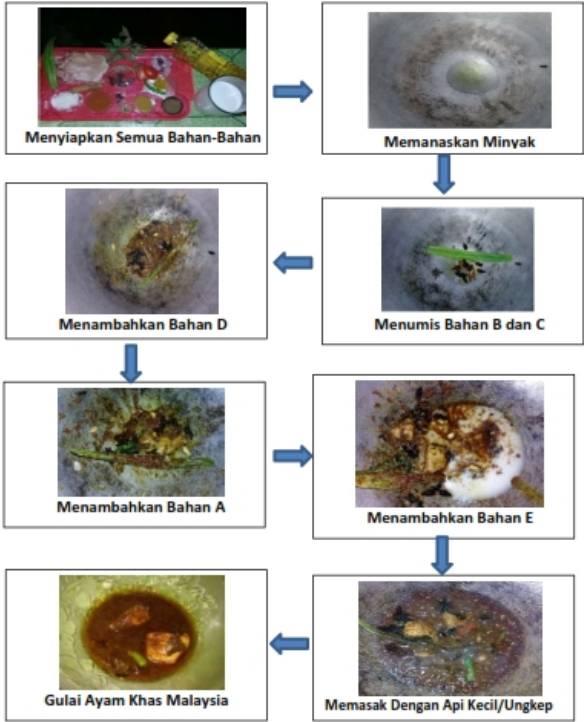 Menyiapkan Semua Bahan-Bahan
Memanaskan Minyak
Menumis Bahan B dan C
Menambahkan Bahan D
Menambahkan Bahan A
Menambahkan Bahan E
Memasak Dengan Api Kecil/Ungkep
Gulai Ayam Khas Malaysia